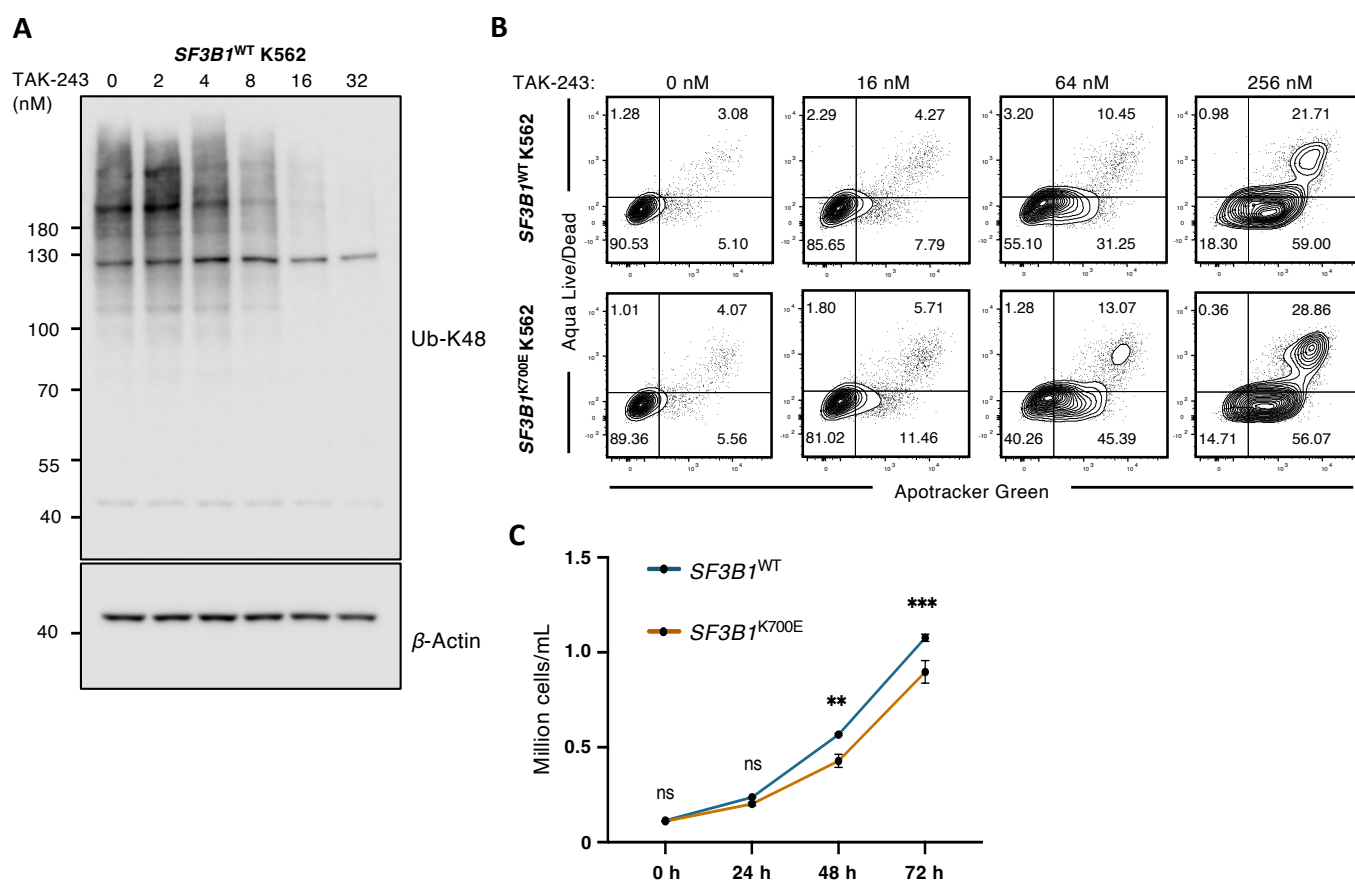 A
SF3B1WT K562
TAK-243 0 2 4 8 16 32
(nM)
180
130
100
70
55
40
Ub-K48
40
β-Actin
B
TAK-243: 0 nM 16 nM 64 nM 256 nM
SF3B1WT K562
SF3B1K700E K562
Aqua Live/Dead
1.28 3.08
90.53 5.10
2.29 4.27
85.65 7.79
3.20 10.45
55.10 31.25
0.98 21.71
18.30 59.00
1.01 4.07
89.36 5.56
1.80 5.71
81.02 11.46
1.28 13.07
40.26 45.39
0.36 28.86
14.71 56.07
Apotracker Green
C
Million cells/mL
1.5
1.0
0.5
0
SF3B1WT
SF3B1K700E
ns
ns
**
***
0 h 24 h 48 h 72 h